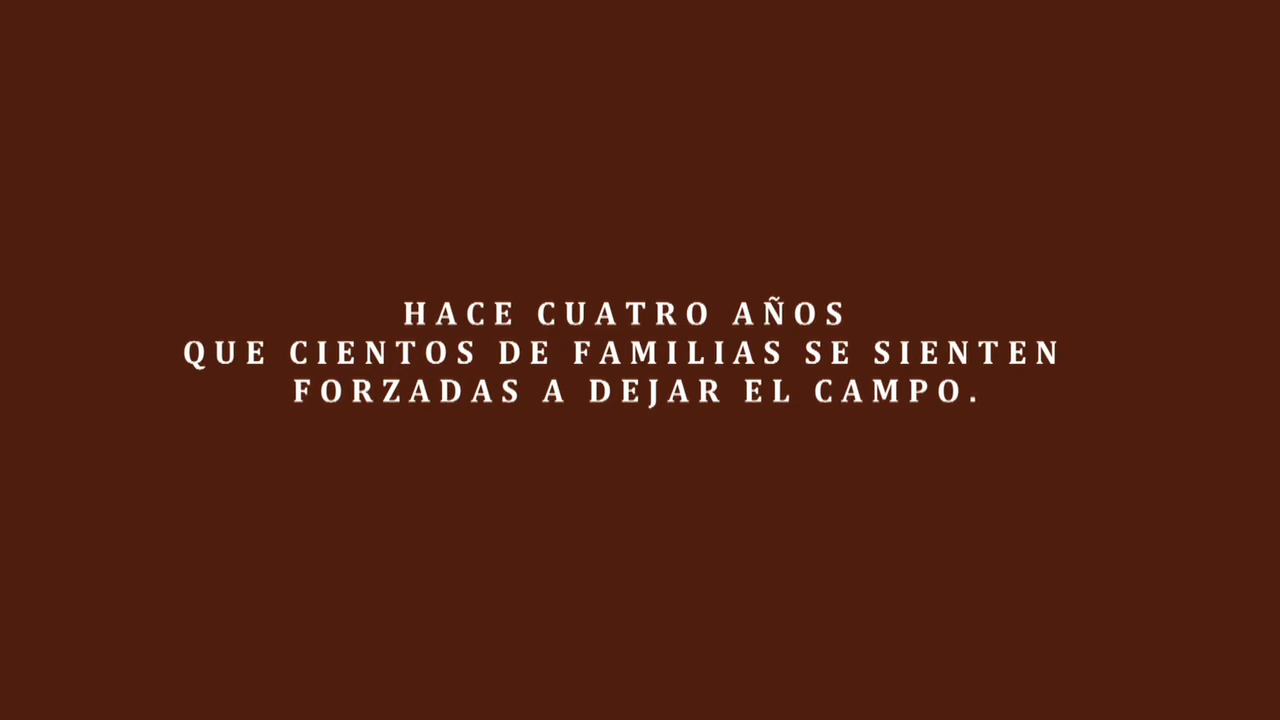 HACE CUATRO AÑOS
QUE CIENTOS DE FAMILIAS SE SIENTEN
FORZADAS A DEJAR EL CAMPO.